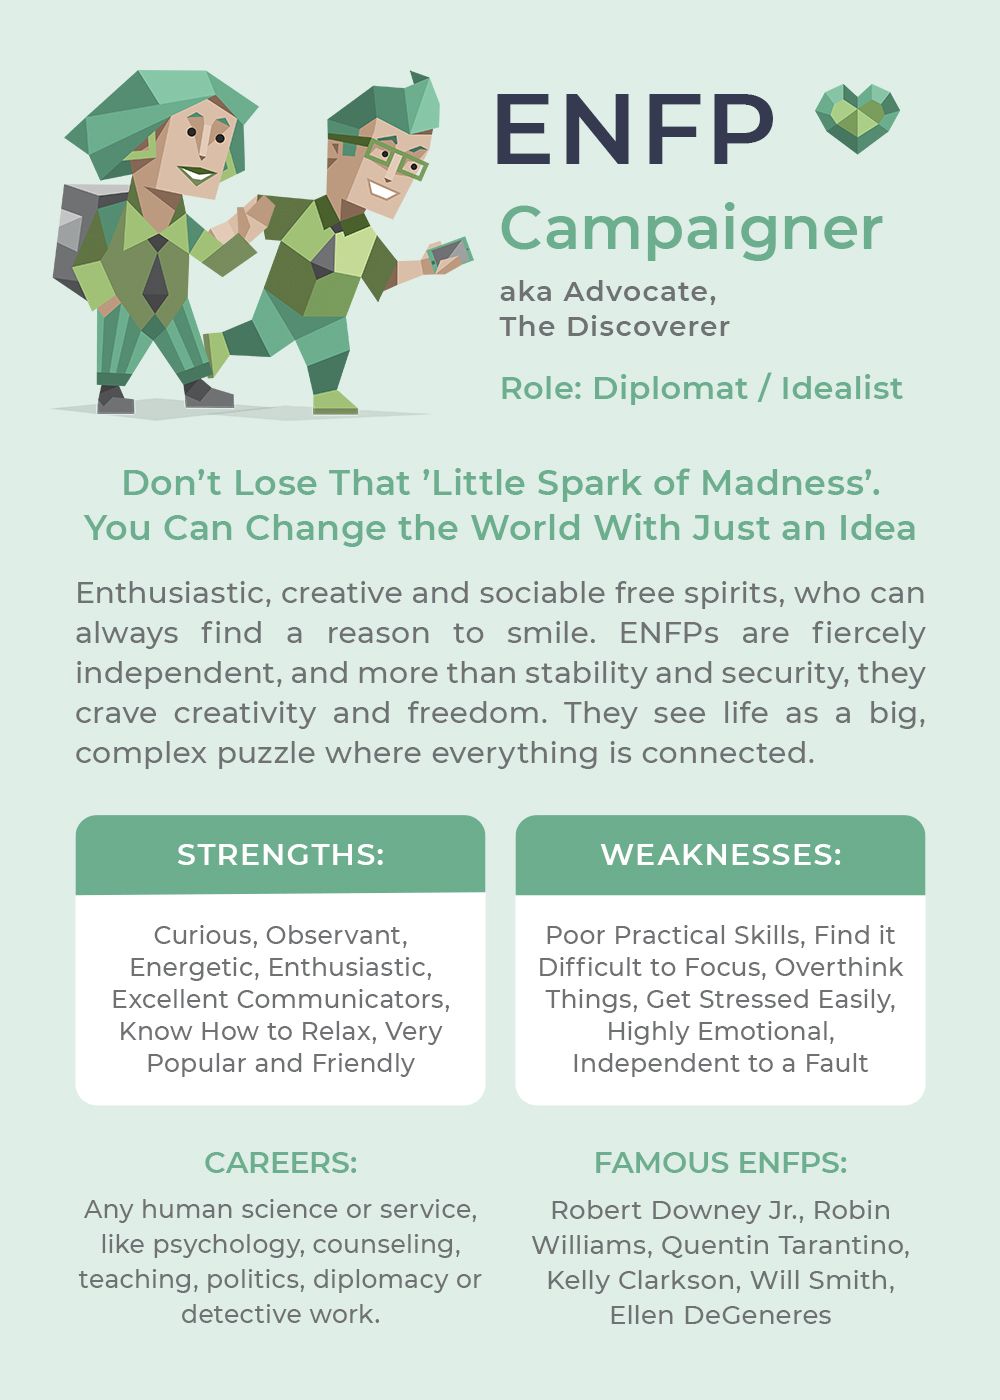 ENFP
Campaigner
aka Advocate,
The Discoverer
Role: Diplomat / Idealist
Don’t Lose That ’Little Spark of Madness’.
You Can Change the World With Just an Idea
Enthusiastic, creative and sociable free spirits, who can
always find a reason to smile. ENFPs are fiercely
independent, and more than stability and security, they
crave creativity and freedom. They see life as a big,
complex puzzle where everything is connected.
STRENGTHS:
Curious, Observant,
Energetic, Enthusiastic,
Excellent Communicators,
Know How to Relax, Very
Popular and Friendly
WEAKNESSES:
Poor Practical Skills, Find it
Difficult to Focus, Overthink
Things, Get Stressed Easily,
Highly Emotional,
Independent to a Fault
CAREERS:
Any human science or service,
like psychology, counseling,
teaching, politics, diplomacy or
detective work.
FAMOUS ENFPS:
Robert Downey Jr., Robin
Williams, Quentin Tarantino,
Kelly Clarkson, Will Smith,
Ellen DeGeneres